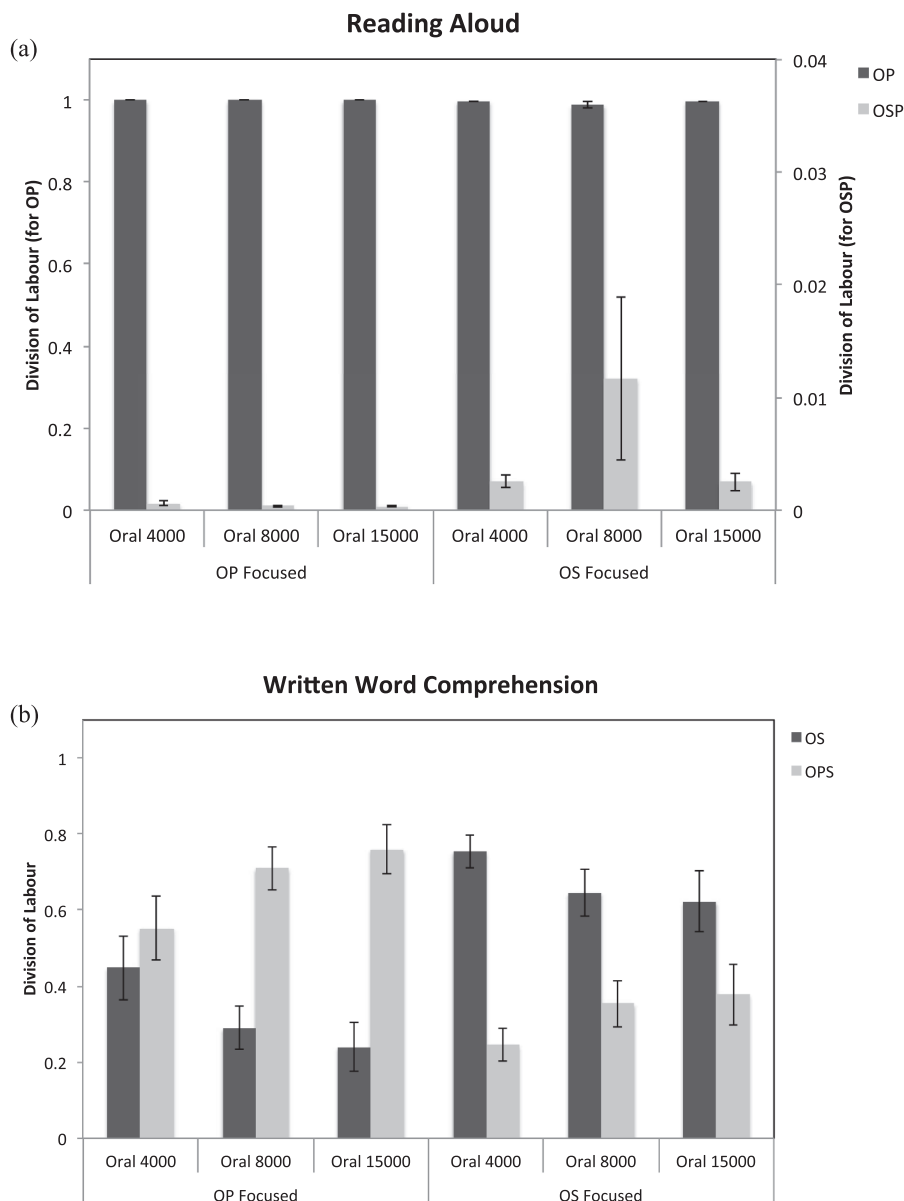 Reading Aloud
(a)
Division of Labour (for OP)
1
0.8
0.6
0.4
0.2
0
0.04
0.03
0.02
0.01
0
Division of Labour (for OSP)
OP
OSP
Oral 4000 Oral 8000 Oral 15000 Oral 4000 Oral 8000 Oral 15000
OP Focused OS Focused
Written Word Comprehension
(b)
Division of Labour
1
0.8
0.6
0.4
0.2
0
OS
OPS
Oral 4000 Oral 8000 Oral 15000 Oral 4000 Oral 8000 Oral 15000
OP Focused OS Focused